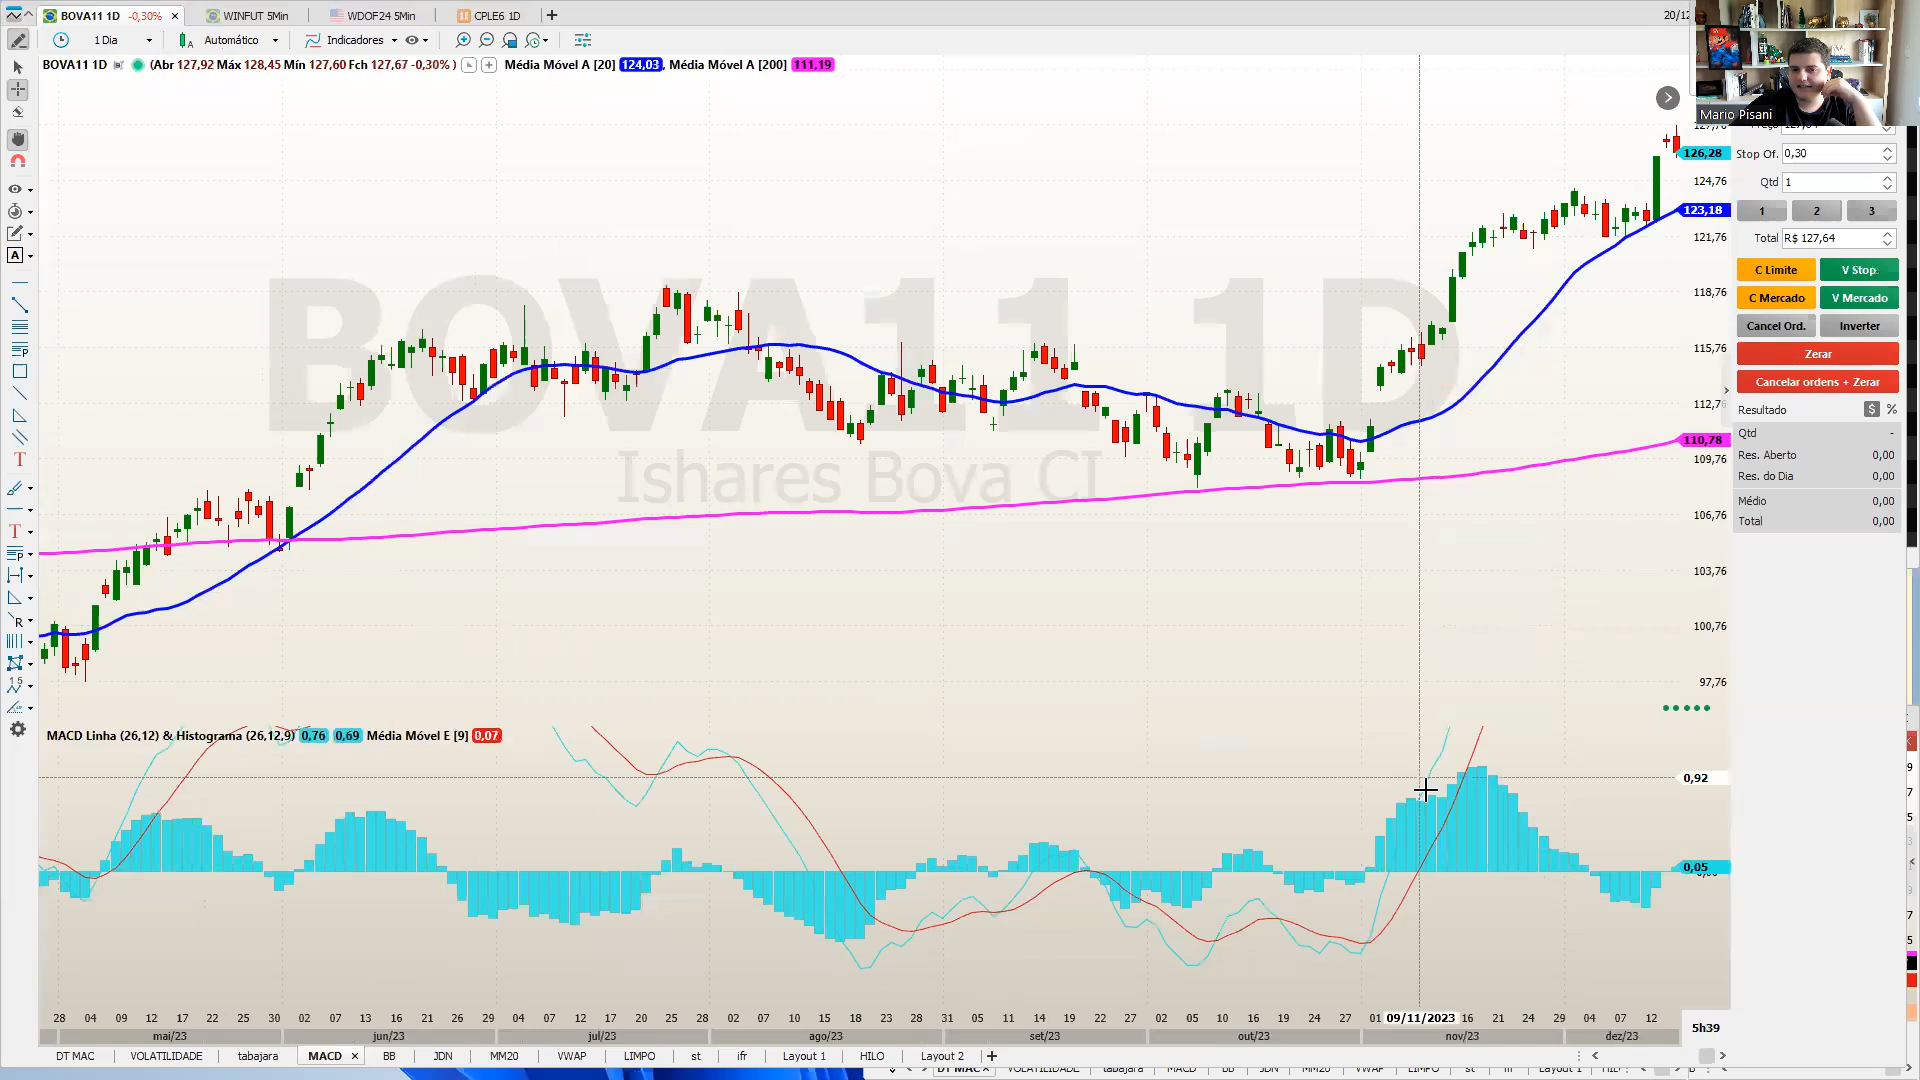 BOVA11 1D -0,30% WINFUT 5Min WDOF24 5Min CPLE6 1D
20/12
1 Dia Automático Indicadores
BOVA11 1D (Abr 127,92 Máx 128,45 Mín 127,60 Fch 127,67 -0,30% ) Média Móvel A [20] 124,03, Média Móvel A [200] 111,19
Mario Pisani
126,28
124,76
123,18
121,76
118,76
115,76
112,76
110,78
109,76
106,76
103,76
100,76
97,76
BOVA11 1D
Ishares Bova CI
Stop Of. 0,30
Qtd 1
1 2 3
Total R$ 127,64
C Limite V Stop
C Mercado V Mercado
Cancel Ord. Inverter
Zerar
Cancelar ordens + Zerar
Resultado $ %
Qtd -
Res. Aberto 0,00
Res. do Dia 0,00
Médio 0,00
Total 0,00
MACD Linha (26,12) & Histograma (26,12,9) 0,76 0,69 Média Móvel E [9] 0,07
0,92
0,05
28 04 09 12 17 22 25 30 02 07 13 16 21 26 29 04 07 12 17 20 25 28 02 07 10 15 18 23 28 31 05 11 14 19 22 27 02 05 10 16 19 24 27 01 09/11/2023 16 21 24 29 04 07 12
mai/23 jun/23 jul/23 ago/23 set/23 out/23 nov/23 dez/23
5h39
DT MAC VOLATILIDADE tabajara MACD BB JDN MM20 VWAP LIMPO st ifr Layout 1 HILO Layout 2